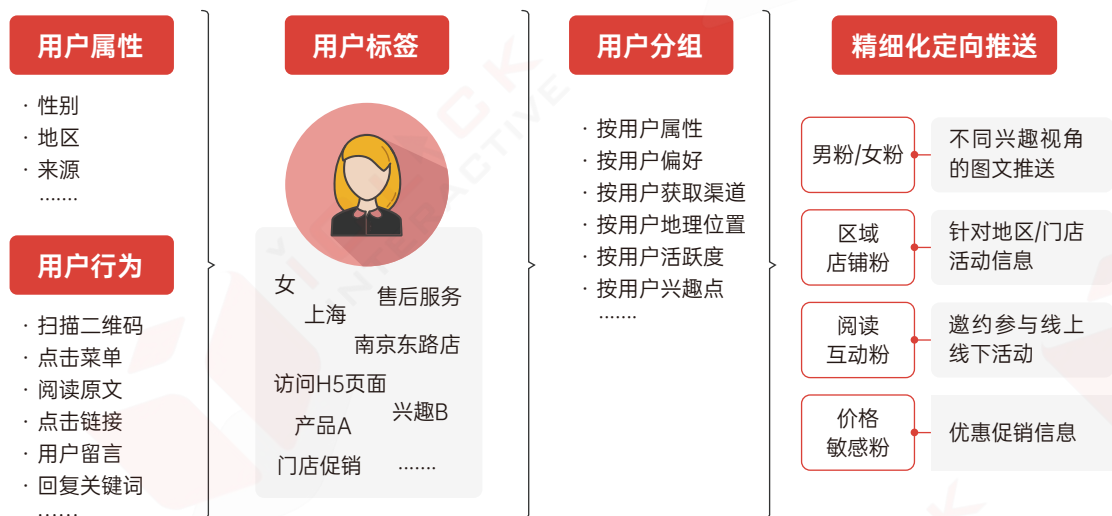 用户属性
· 性别
· 地区
· 来源
.......
用户行为
· 扫描二维码
· 点击菜单
· 阅读原文
· 点击链接
· 用户留言
· 回复关键词
......
用户标签
女
上海
售后服务
南京东路店
访问H5页面
产品A
兴趣B
门店促销
.......
用户分组
· 按用户属性
· 按用户偏好
· 按用户获取渠道
· 按用户地理位置
· 按用户活跃度
· 按用户兴趣点
.......
精细化定向推送
男粉/女粉
不同兴趣视角
的图文推送
区域
店铺粉
针对地区/门店
活动信息
阅读
互动粉
邀约参与线上
线下活动
价格
敏感粉
优惠促销信息